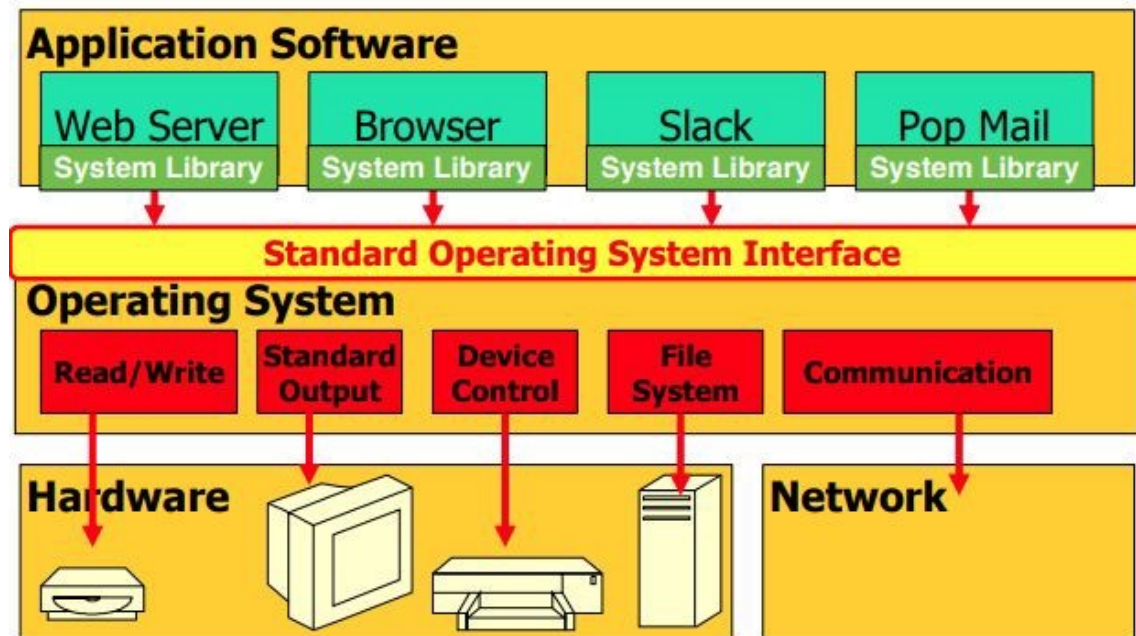 Application Software
Web Server
System Library
Browser
System Library
Slack
System Library
Pop Mail
System Library
Standard Operating System Interface
Operating System
Read/Write
Standard
Output
Device
Control
File
System
Communication
Hardware
Network